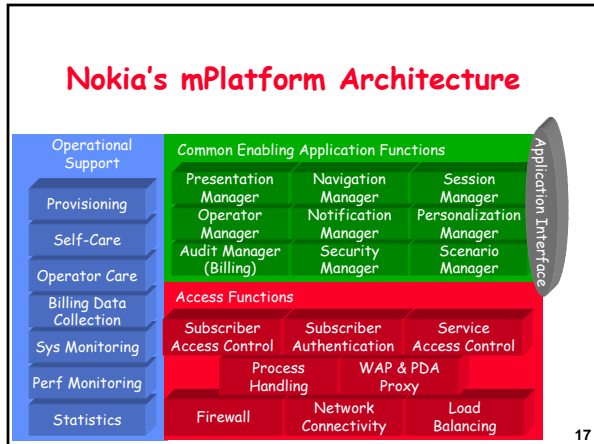 Nokia's mPlatform Architecture
Operational
Support
Provisioning
Self-Care
Operator Care
Billing Data
Collection
Sys Monitoring
Perf Monitoring
Statistics
Common Enabling Application Functions
Presentation
Manager
Navigation
Manager
Session
Manager
Operator
Manager
Notification
Manager
Personalization
Manager
Audit Manager
(Billing)
Security
Manager
Scenario
Manager
Application Interface
Access Functions
Subscriber
Access Control
Subscriber
Authentication
Service
Access Control
Process
Handling
WAP & PDA
Proxy
Firewall
Network
Connectivity
Load
Balancing
17